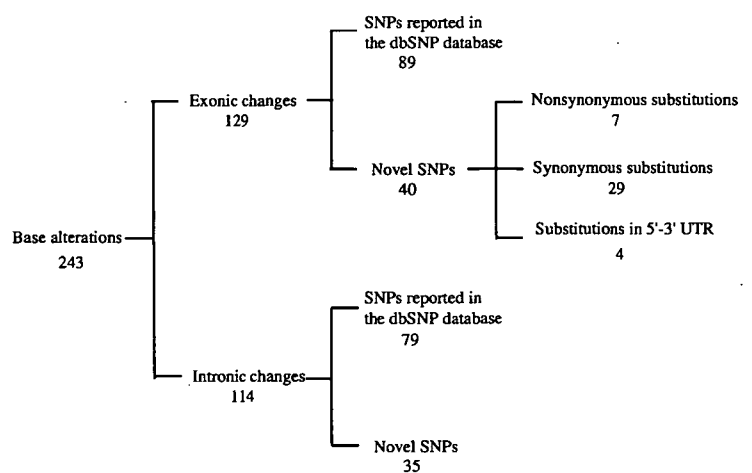 SNPs reported in
the dbSNP database
89
Exonic changes
129
Nonsynonymous substitutions
7
Novel SNPs
40
Synonymous substitutions
29
Substitutions in 5'-3' UTR
4
Base alterations
243
SNPs reported in
the dbSNP database
79
Intronic changes
114
Novel SNPs
35